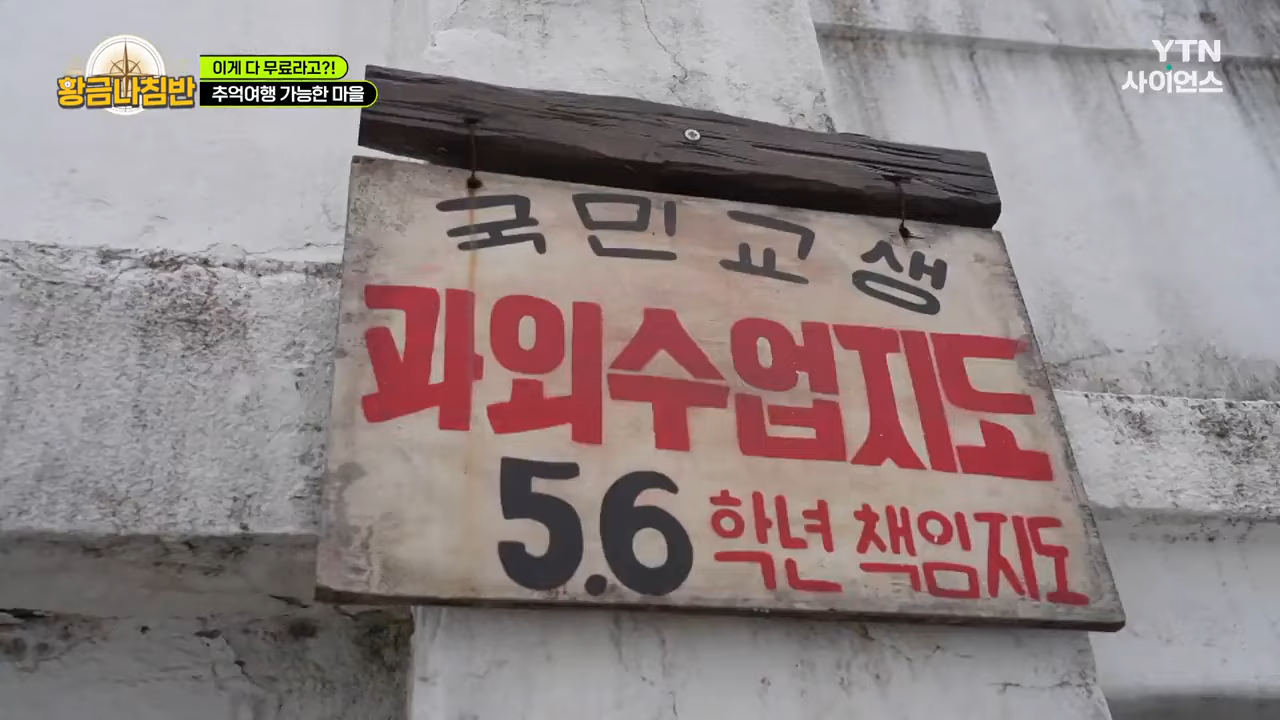 황금나침반
이게 다 무료라고?!
추억여행 가능한 마을
YTN
사이언스
국민교생
과외수업지도
5.6 학년 책임지도